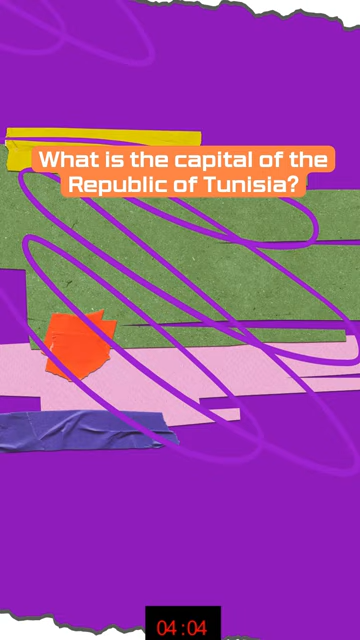 What is the capital of the
Republic of Tunisia?
04:04